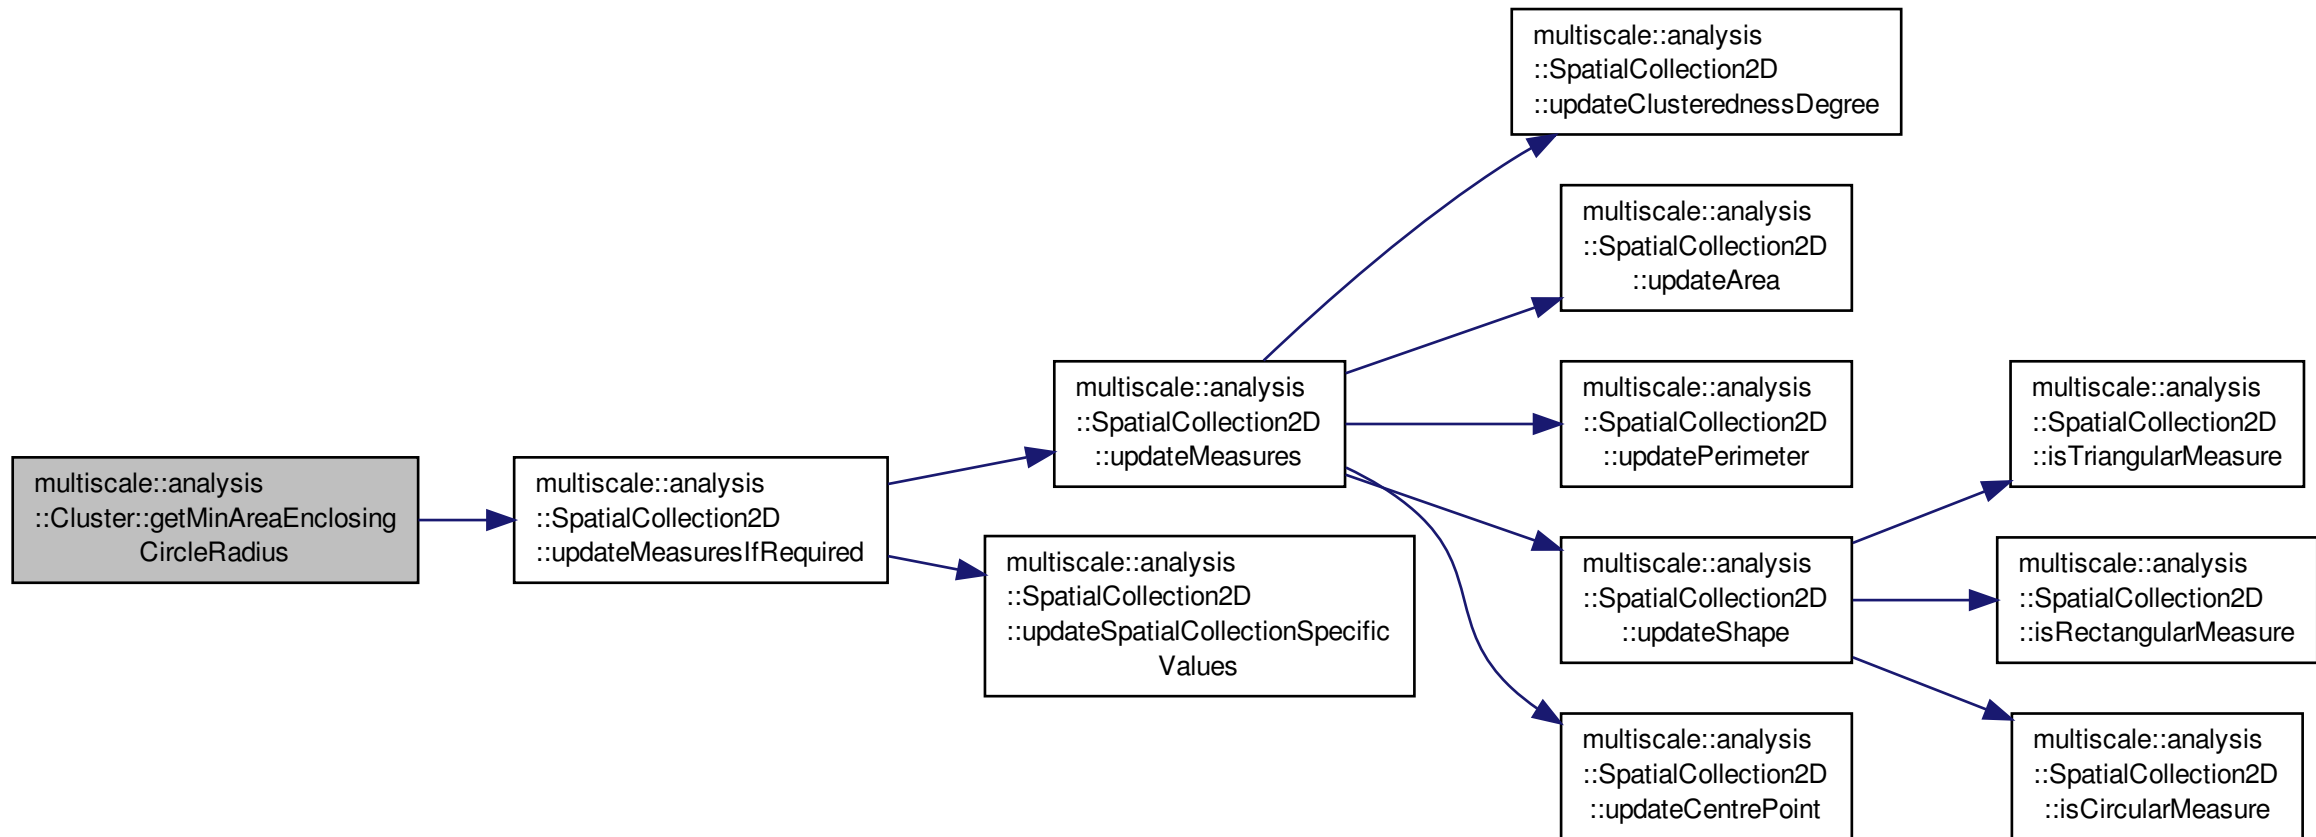 multiscale::analysis
::Cluster::getMinAreaEnclosing
CircleRadius
multiscale::analysis
::SpatialCollection2D
::updateMeasuresIfRequired
multiscale::analysis
::SpatialCollection2D
::updateMeasures
multiscale::analysis
::SpatialCollection2D
::updateSpatialCollectionSpecific
Values
multiscale::analysis
::SpatialCollection2D
::updateClusterednessDegree
multiscale::analysis
::SpatialCollection2D
::updateArea
multiscale::analysis
::SpatialCollection2D
::updatePerimeter
multiscale::analysis
::SpatialCollection2D
::updateShape
multiscale::analysis
::SpatialCollection2D
::updateCentrePoint
multiscale::analysis
::SpatialCollection2D
::isTriangularMeasure
multiscale::analysis
::SpatialCollection2D
::isRectangularMeasure
multiscale::analysis
::SpatialCollection2D
::isCircularMeasure